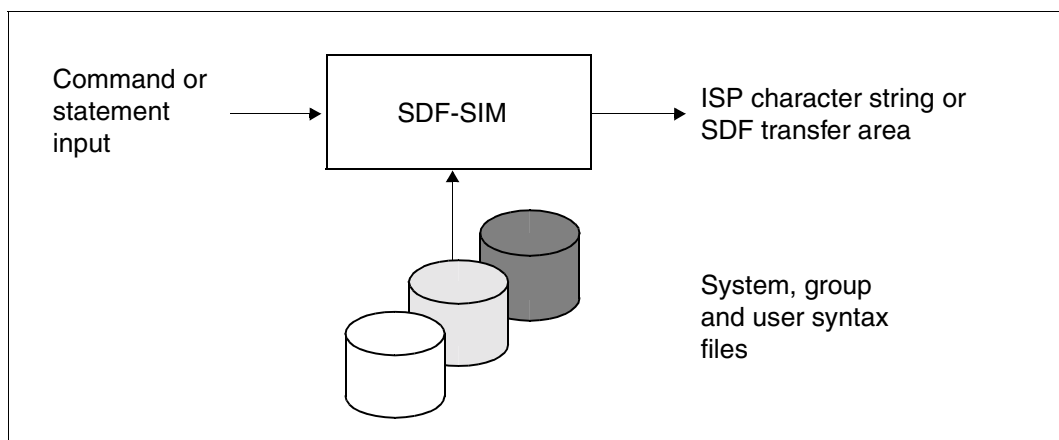 Command or
statement
input
SDF-SIM
ISP character string or
SDF transfer area
System, group
and user syntax
files